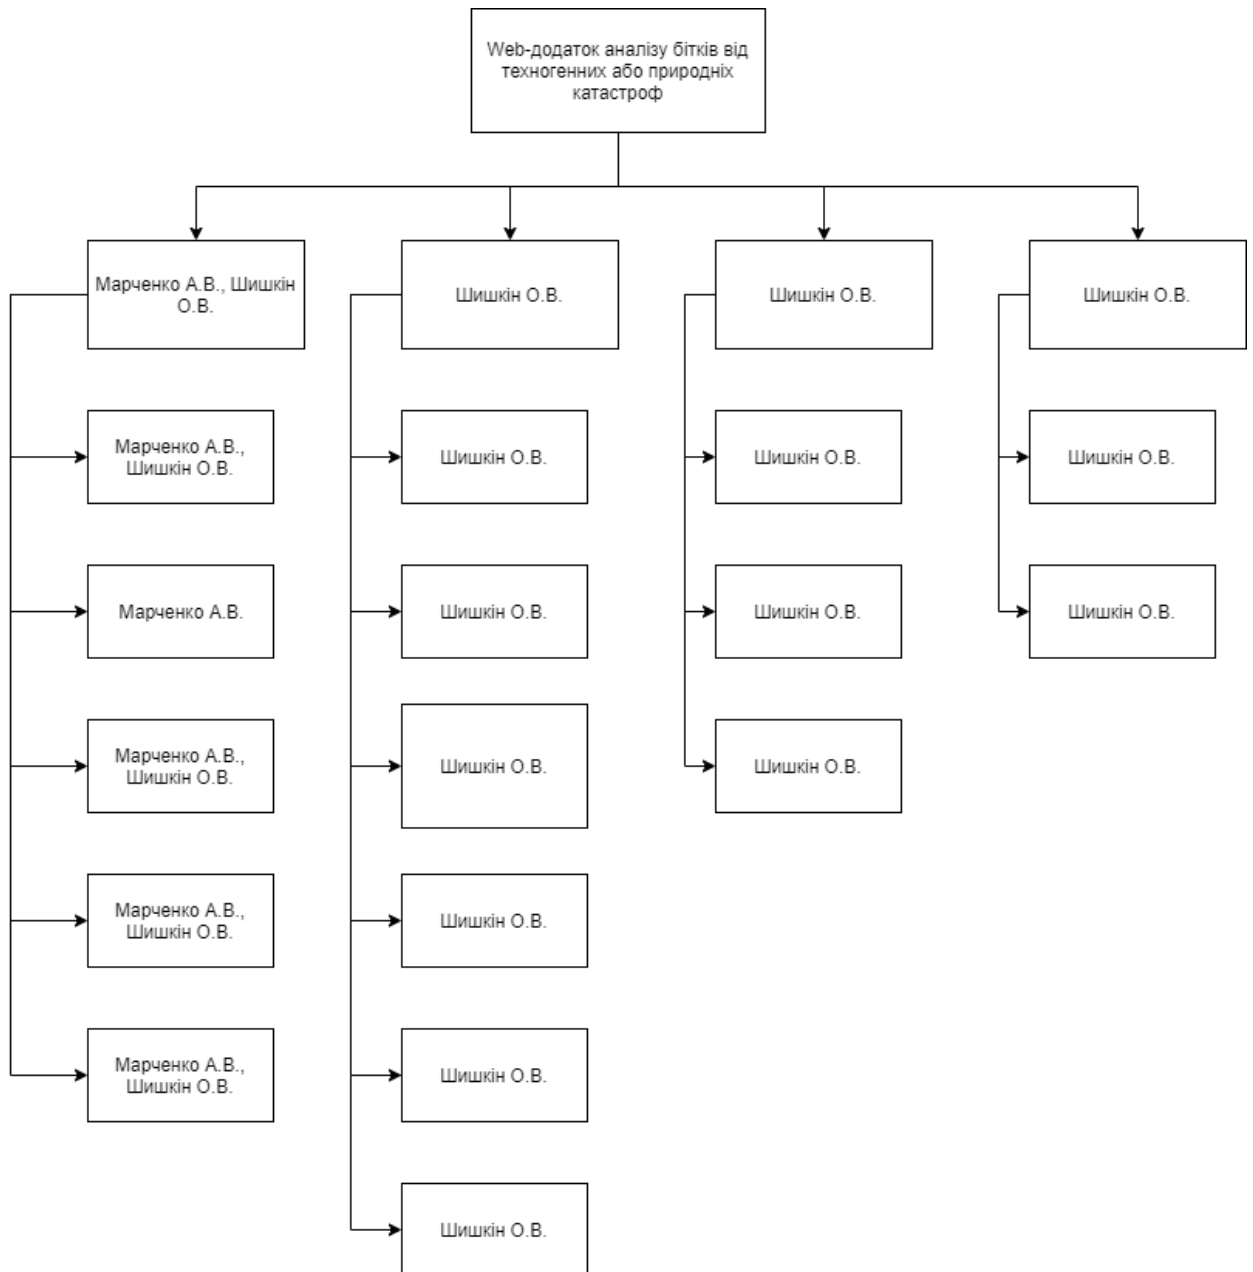 Web-додаток аналізу бітків від
техногенних або природніх
катастроф
Марченко А.В., Шишкін
О.В.
Шишкін О.В.
Шишкін О.В.
Шишкін О.В.
Марченко А.В.,
Шишкін О.В.
Шишкін О.В.
Шишкін О.В.
Шишкін О.В.
Марченко А.В.
Шишкін О.В.
Шишкін О.В.
Шишкін О.В.
Марченко А.В.,
Шишкін О.В.
Шишкін О.В.
Шишкін О.В.
Марченко А.В.,
Шишкін О.В.
Шишкін О.В.
Марченко А.В.,
Шишкін О.В.
Шишкін О.В.
Шишкін О.В.